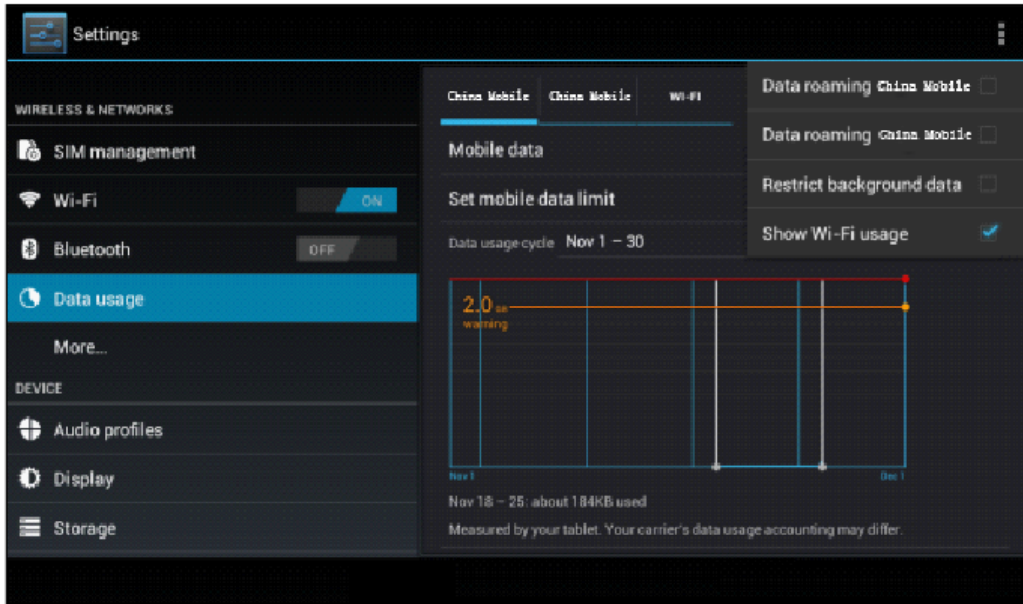 Settings
WIRELESS & NETWORKS
SIM management
Wi-Fi
ON
Bluetooth
OFF
Data usage
More...
DEVICE
Audio profiles
Display
Storage
China Mobile China Mobile WI-FI
Mobile data
Set mobile data limit
Data usage cycle Nov 1 – 30
2.0 GB
warning
Nov 1 Dec 1
Nov 18 – 25: about 184KB used
Measured by your tablet. Your carrier's data usage accounting may differ.
Data roaming China Mobile
Data roaming China Mobile
Restrict background data
Show Wi-Fi usage